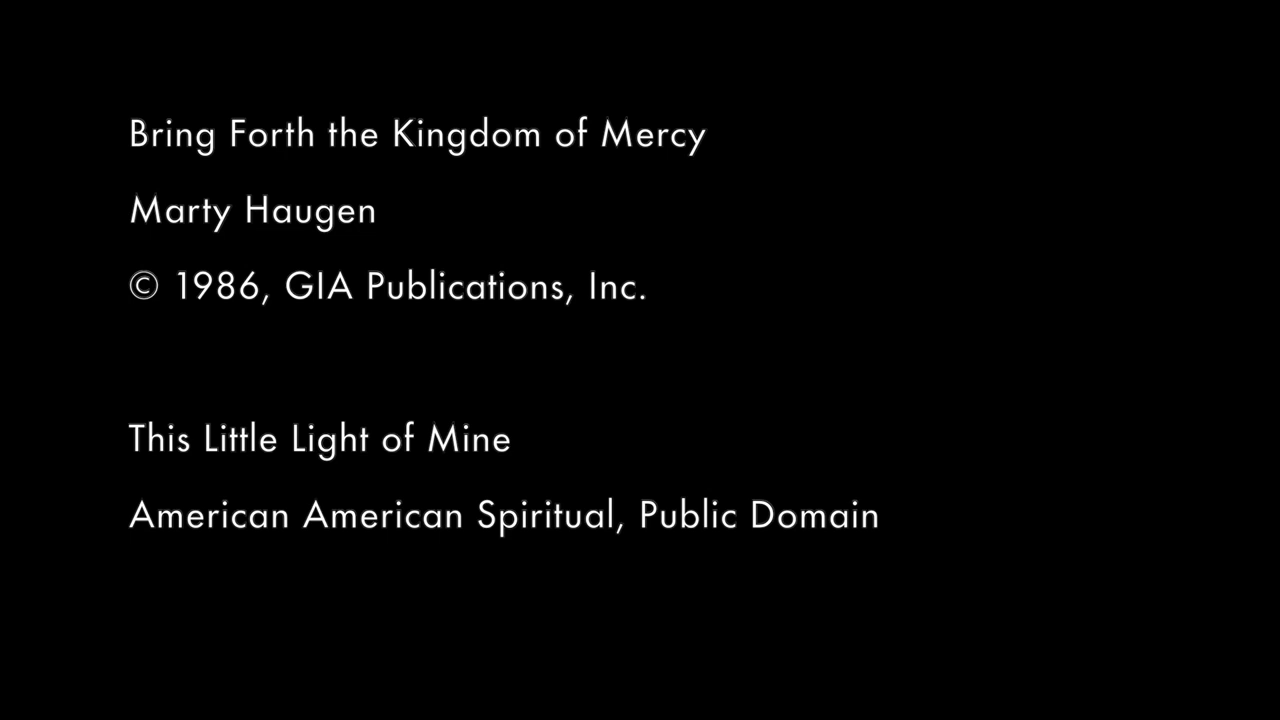 Bring Forth the Kingdom of Mercy
Marty Haugen
© 1986, GIA Publications, Inc.
This Little Light of Mine
American American Spiritual, Public Domain